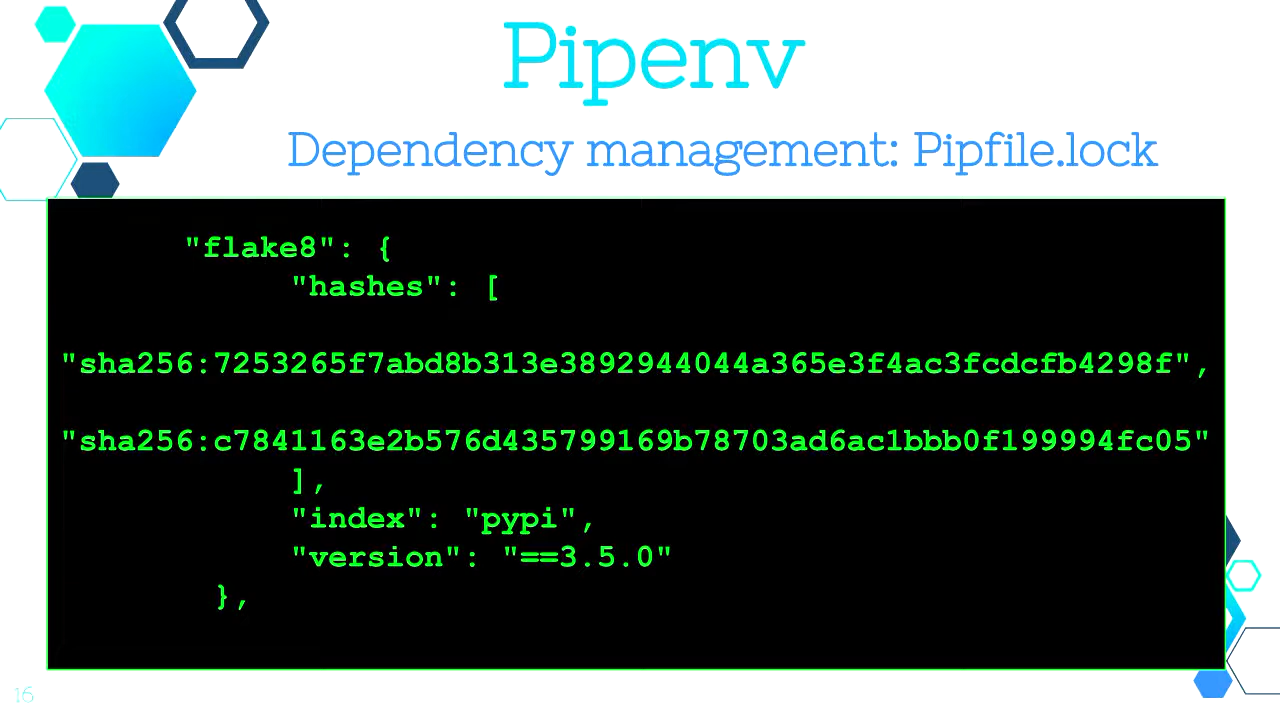 Pipenv
Dependency management: Pipfile.lock
"flake8": {
"hashes": [
"sha256:7253265f7abd8b313e3892944044a365e3f4ac3fcdcfb4298f",
"sha256:c7841163e2b576d435799169b78703ad6ac1bbb0f199994fc05"
],
"index": "pypi",
"version": "==3.5.0"
},
16